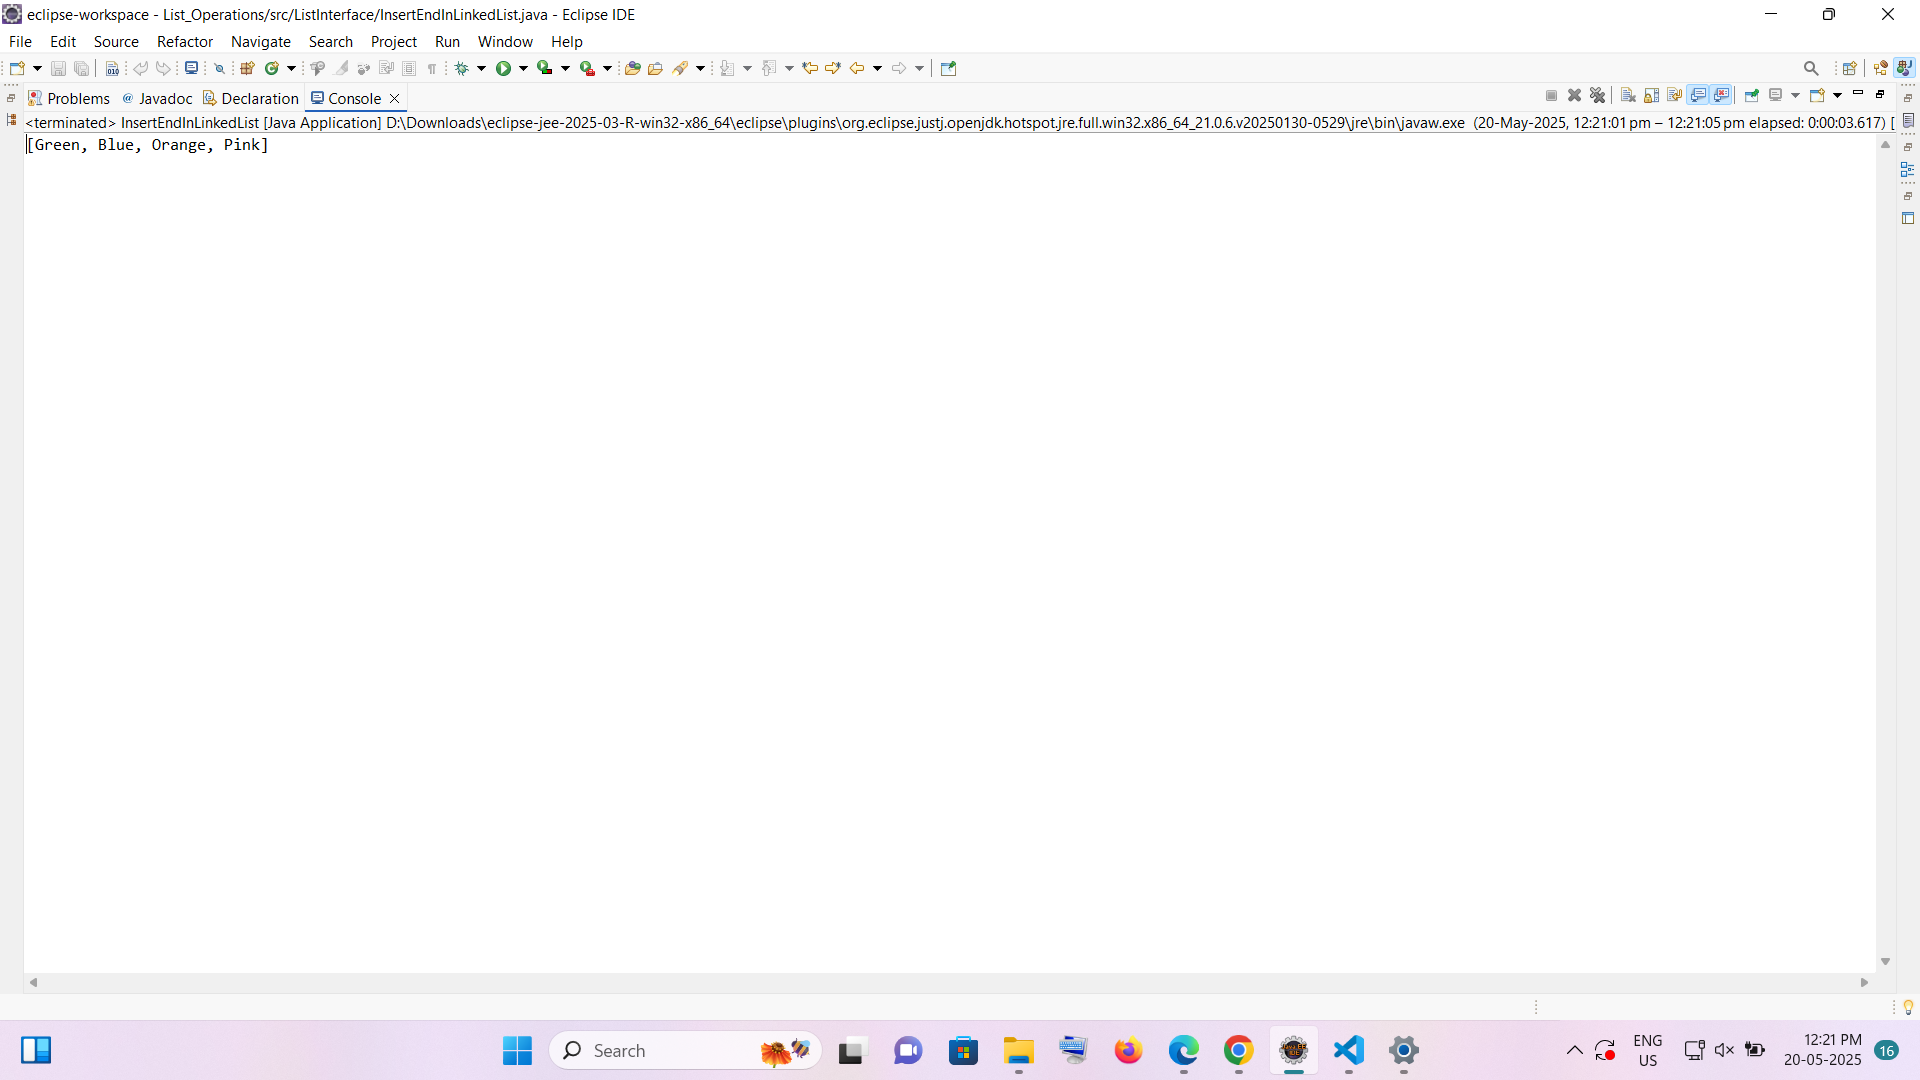 eclipse-workspace - List_Operations/src/ListInterface/InsertEndInLinkedList.java - Eclipse IDE
File Edit Source Refactor Navigate Search Project Run Window Help
Problems @ Javadoc Declaration Console
<terminated> InsertEndInLinkedList [Java Application] D:\Downloads\eclipse-jee-2025-03-R-win32-x86_64\eclipse\plugins\org.eclipse.justj.openjdk.hotspot.jre.full.win32.x86_64_21.0.6.v20250130-0529\jre\bin\javaw.exe (20-May-2025, 12:21:01 pm – 12:21:05 pm elapsed: 0:00:03.617) [
[Green, Blue, Orange, Pink]
Search
ENG
US
12:21 PM
20-05-2025
16